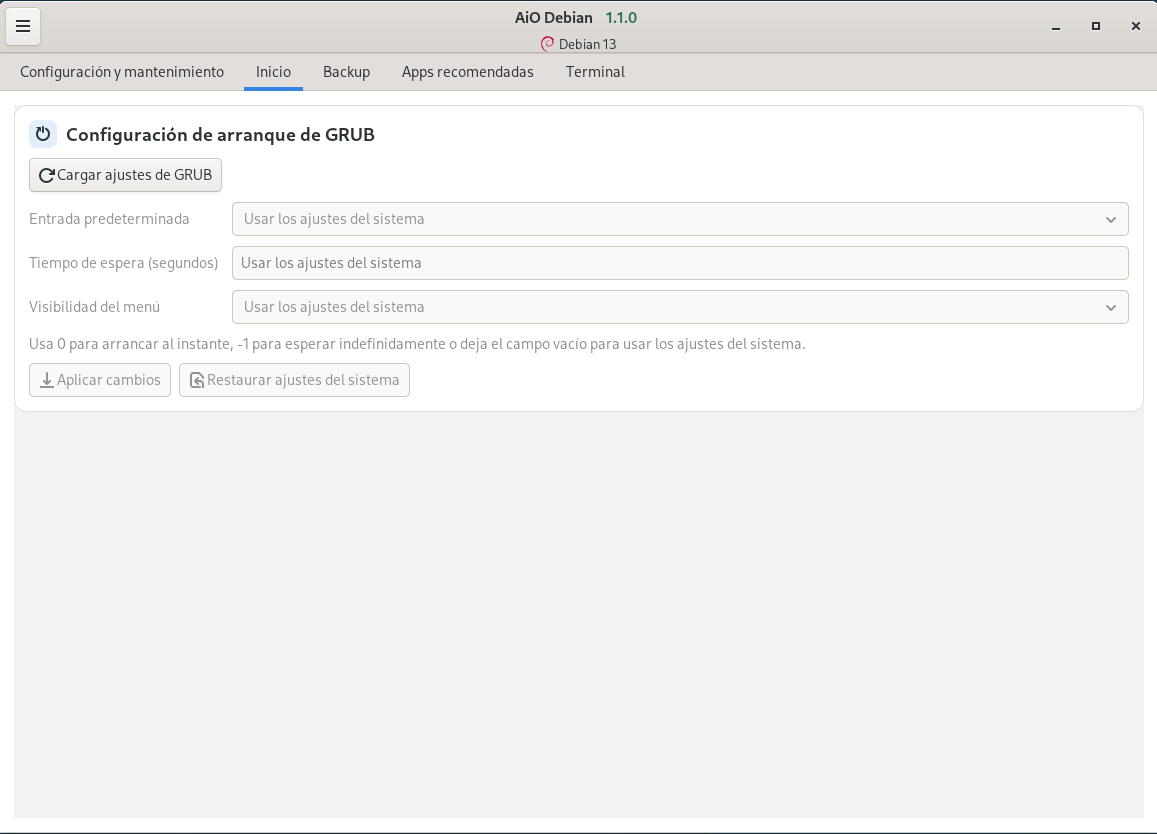 AiO Debian 1.1.0
Debian 13
Configuración y mantenimiento Inicio Backup Apps recomendadas Terminal
Configuración de arranque de GRUB
Cargar ajustes de GRUB
Entrada predeterminada Usar los ajustes del sistema
Tiempo de espera (segundos) Usar los ajustes del sistema
Visibilidad del menú Usar los ajustes del sistema
Usa 0 para arrancar al instante, -1 para esperar indefinidamente o deja el campo vacío para usar los ajustes del sistema.
Aplicar cambios Restaurar ajustes del sistema